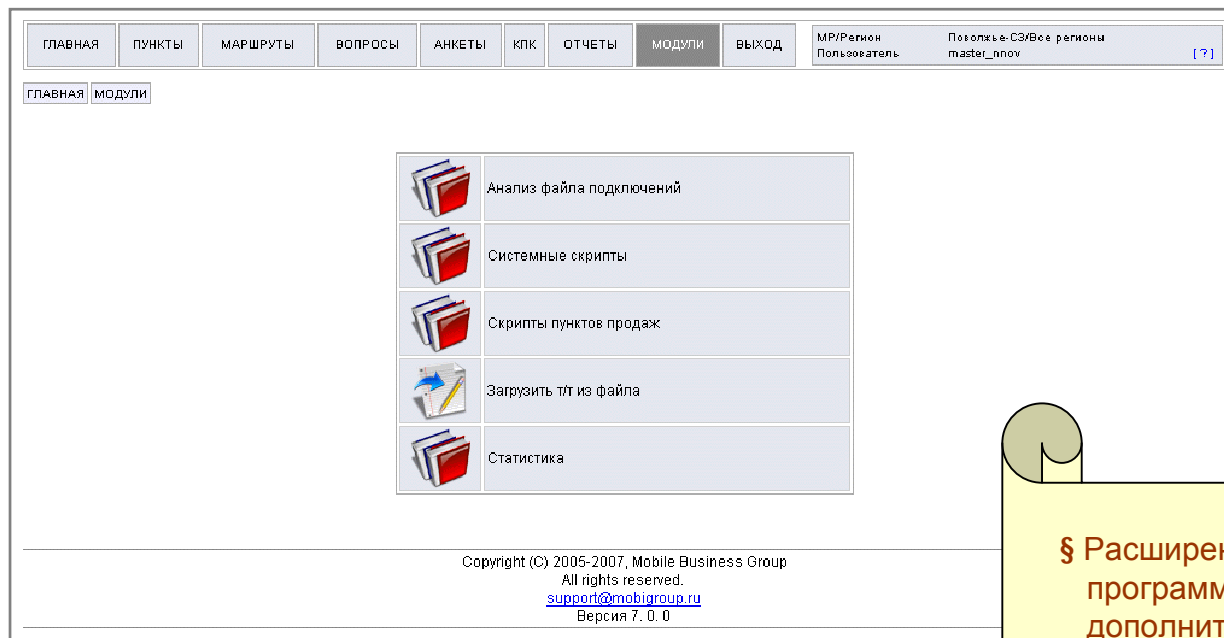 ГЛАВНАЯ ПУНКТЫ МАРШРУТЫ ВОПРОСЫ АНКЕТЫ КПК ОТЧЕТЫ МОДУЛИ ВЫХОД
МР/Регион Поволжье-СЗ/Все регионы
Пользователь master_nnov [ ? ]
ГЛАВНАЯ МОДУЛИ
Анализ файла подключений
Системные скрипты
Скрипты пунктов продаж
Загрузить т/т из файла
Статистика
Copyright (C) 2005-2007, Mobile Business Group
All rights reserved.
support@mobigroup.ru
Версия 7. 0. 0
§ Расширен
программ
дополнит